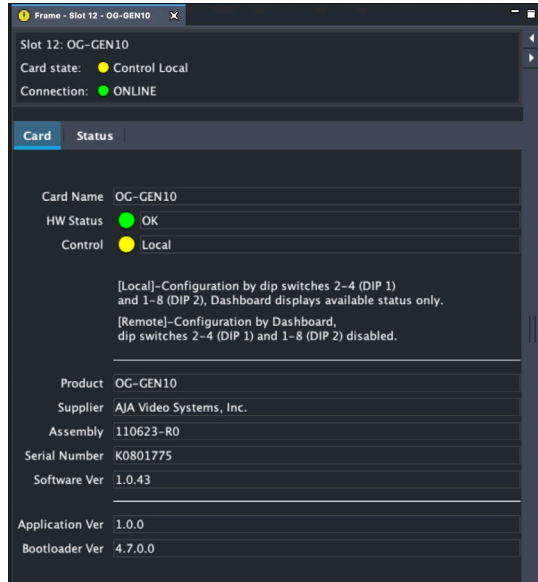 Frame - Slot 12 - OG-GEN10
Slot 12: OG-GEN10
Card state: Control Local
Connection: ONLINE
Card Status
Card Name OG-GEN10
HW Status OK
Control Local
[Local]-Configuration by dip switches 2-4 (DIP 1)
and 1-8 (DIP 2), Dashboard displays available status only.
[Remote]-Configuration by Dashboard,
dip switches 2-4 (DIP 1) and 1-8 (DIP 2) disabled.
Product OG-GEN10
Supplier AJA Video Systems, Inc.
Assembly 110623-R0
Serial Number K0801775
Software Ver 1.0.43
Application Ver 1.0.0
Bootloader Ver 4.7.0.0